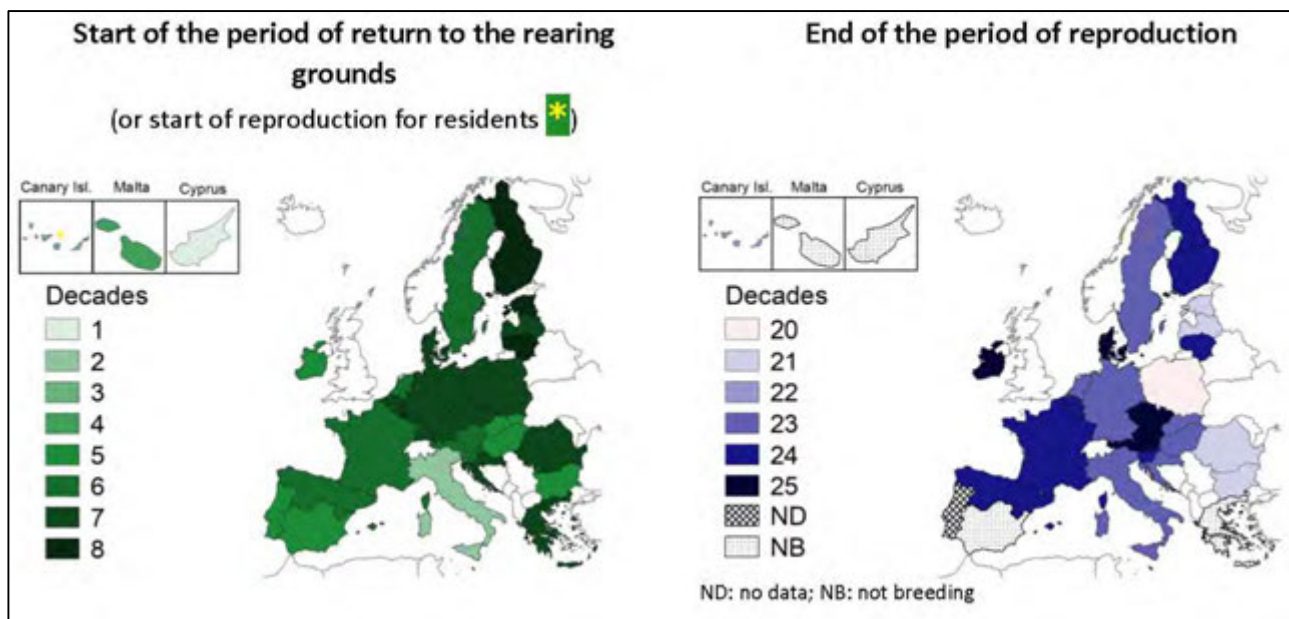 Start of the period of return to the rearing
grounds
(or start of reproduction for residents *)
Canary Isl. Malta Cyprus
Decades
1
2
3
4
5
6
7
8
End of the period of reproduction
Canary Isl. Malta Cyprus
Decades
20
21
22
23
24
25
ND
NB
ND: no data; NB: not breeding